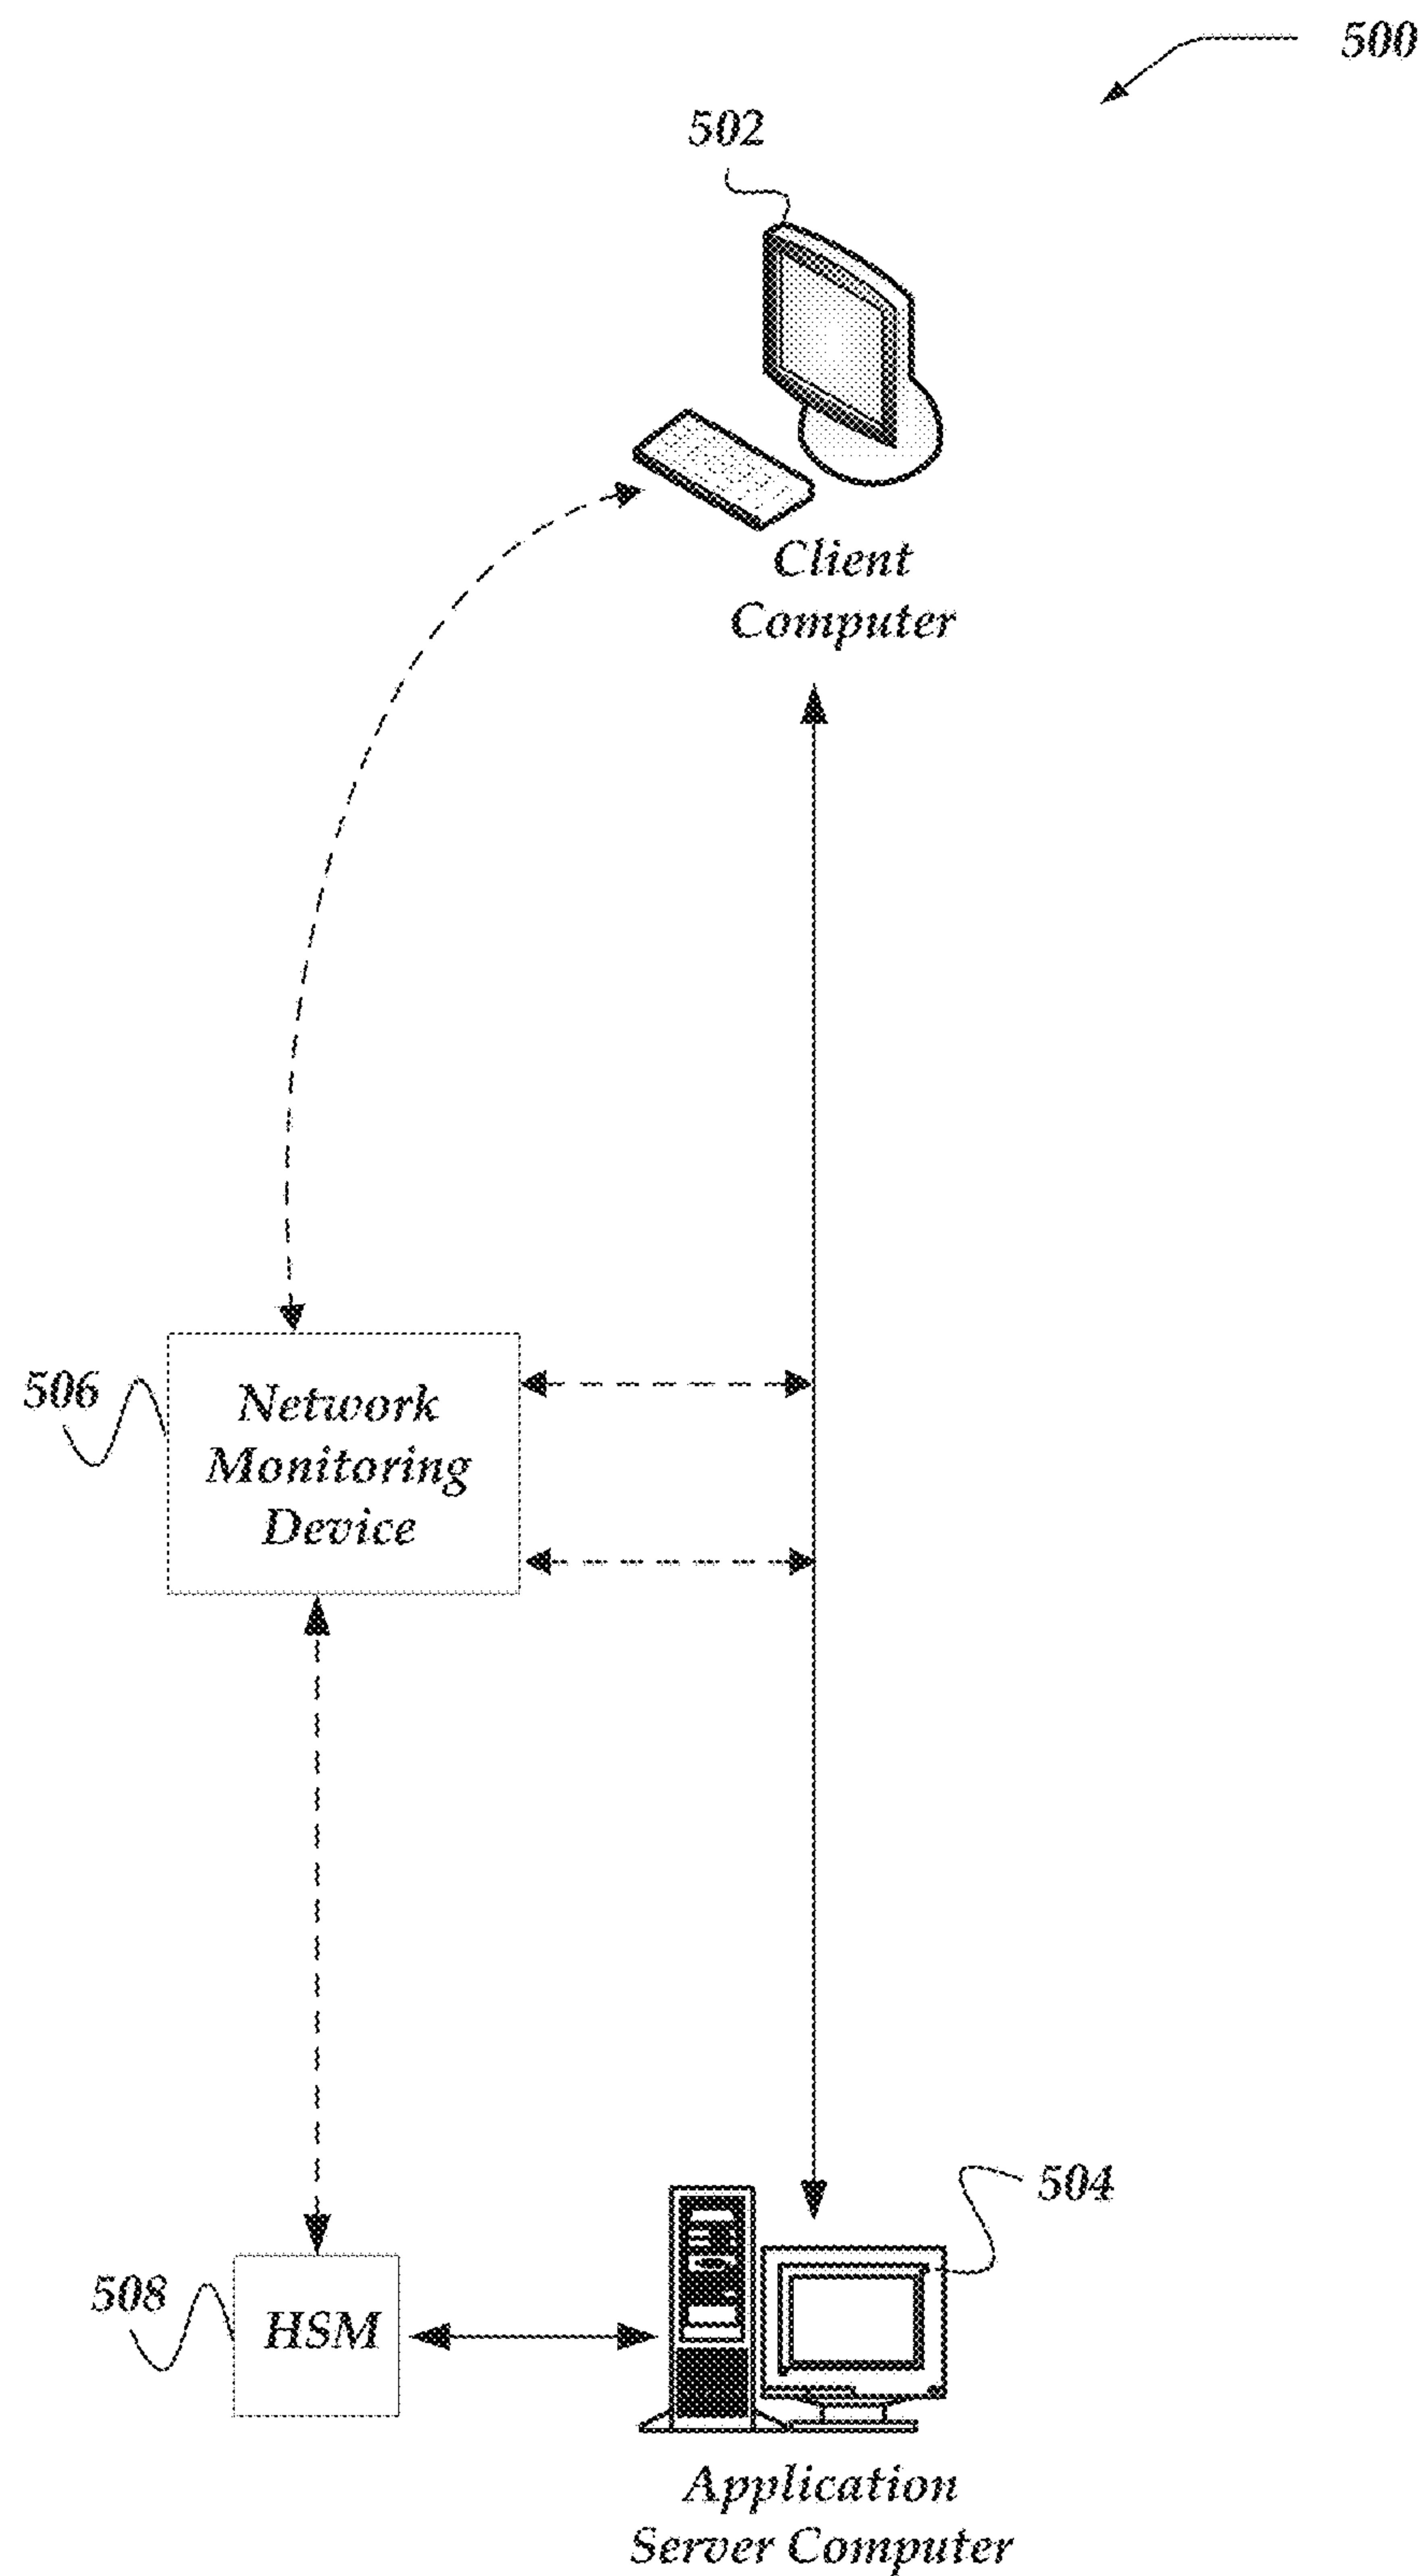 500
502
Client
Computer
506
Network
Monitoring
Device
504
508
HSM
Application
Server Computer